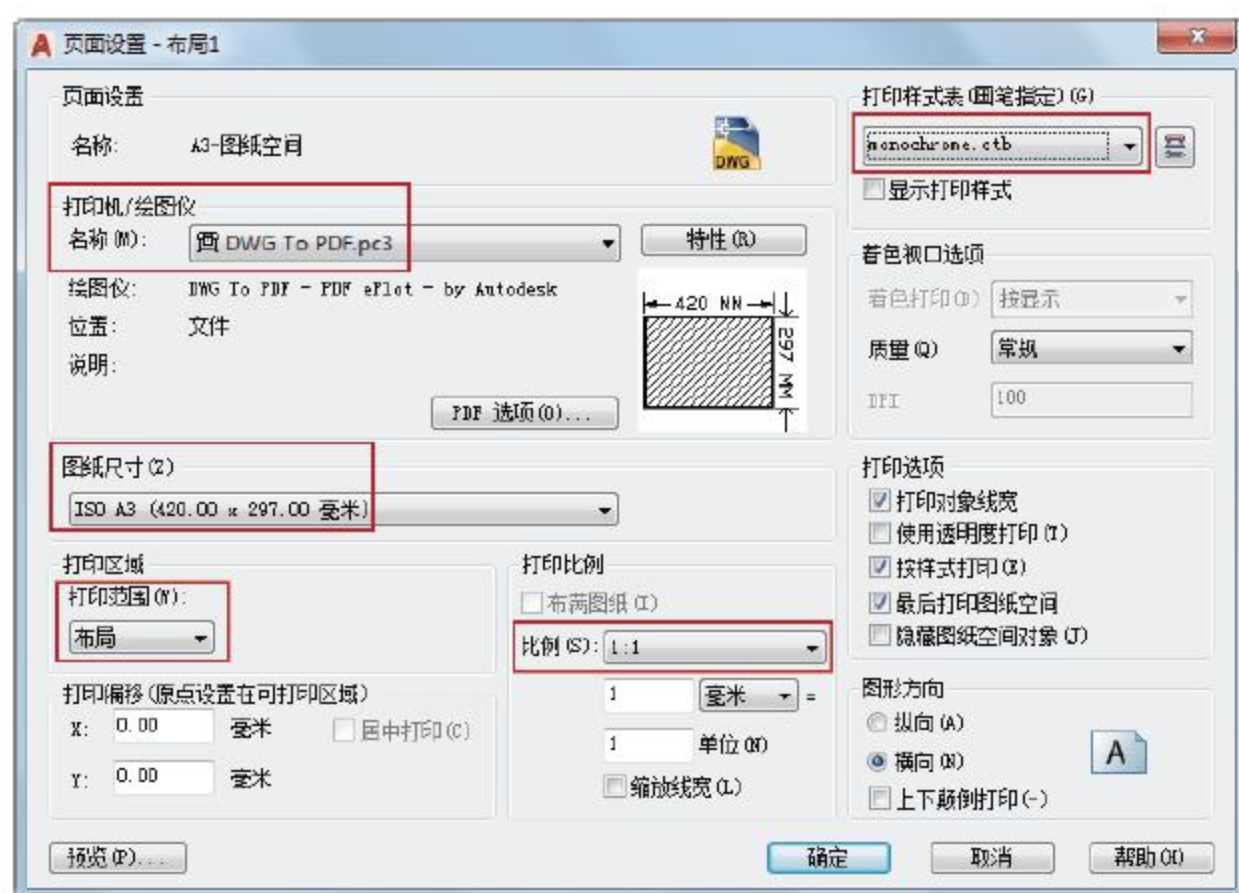 页面设置 - 布局1
页面设置
名称: A3-图纸空间
DWG
打印机/绘图仪
名称(M): DWG To PDF.pc3
特性(R)
绘图仪: DWG To PDF - PDF ePlot - by Autodesk
位置: 文件
说明:
PDF 选项(O)...
420 MM
297 MM
图纸尺寸(Z)
ISO A3 (420.00 x 297.00 毫米)
打印区域
打印范围(W):
布局
打印偏移(原点设置在可打印区域)
X: 0.00 毫米
居中打印(C)
Y: 0.00 毫米
打印比例
布满图纸(I)
比例(S): 1:1
1 毫米 =
1 单位(N)
缩放线宽(L)
打印样式表(画笔指定)(G)
monochrome.ctb
显示打印样式
着色视口选项
着色打印(D) 按显示
质量(Q) 常规
DPI 100
打印选项
打印对象线宽
使用透明度打印(T)
按样式打印(E)
最后打印图纸空间
隐藏图纸空间对象(J)
图形方向
纵向(A)
横向(N)
A
上下颠倒打印(-)
预览(P)...
确定
取消
帮助(H)